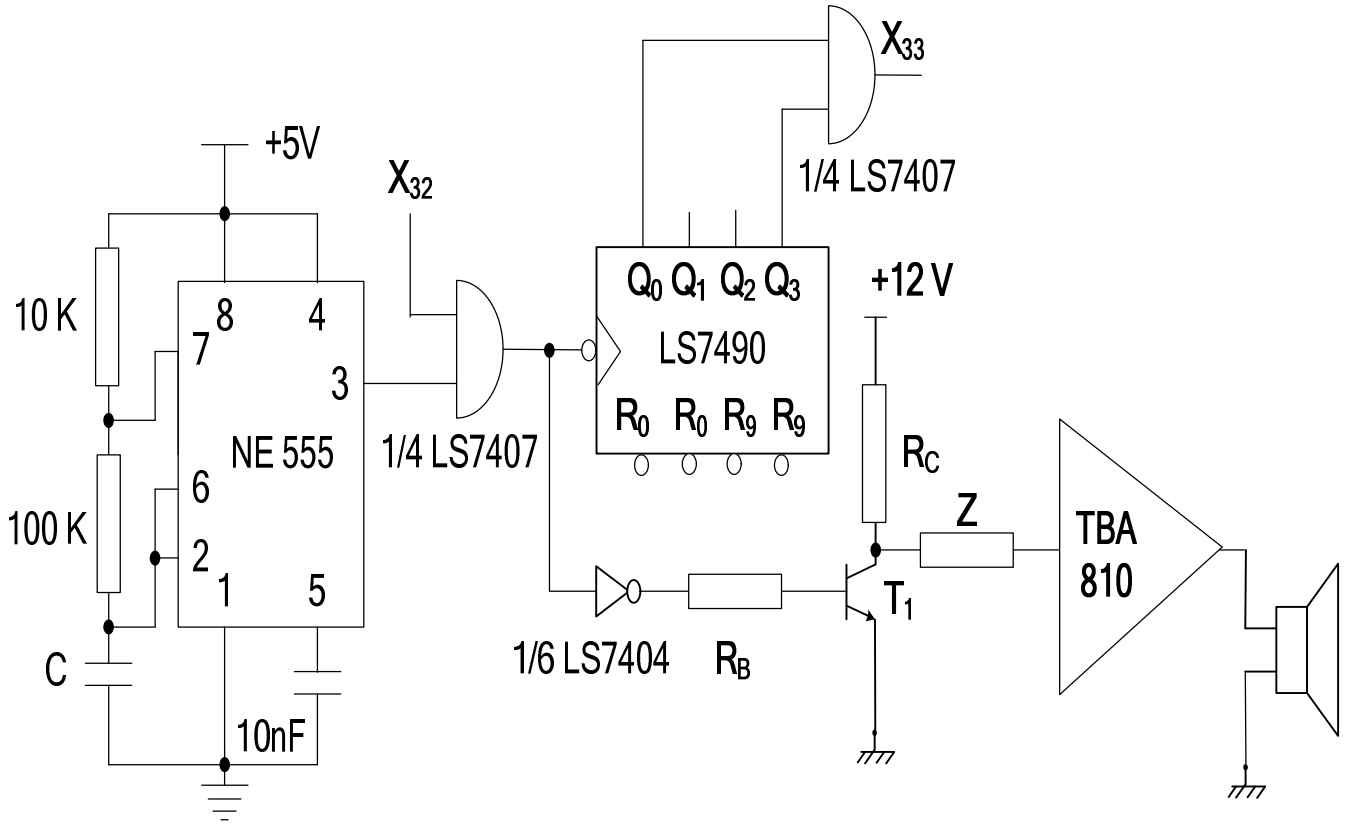 X33
+5V
X32
1/4 LS7407
Q0 Q1 Q2 Q3
+12 V
10 K
8
4
7
LS7490
3
R0 R0 R9 R9
NE 555
1/4 LS7407
RC
6
100 K
Z
2
TBA
810
1
5
T1
1/6 LS7404
RB
C
10nF